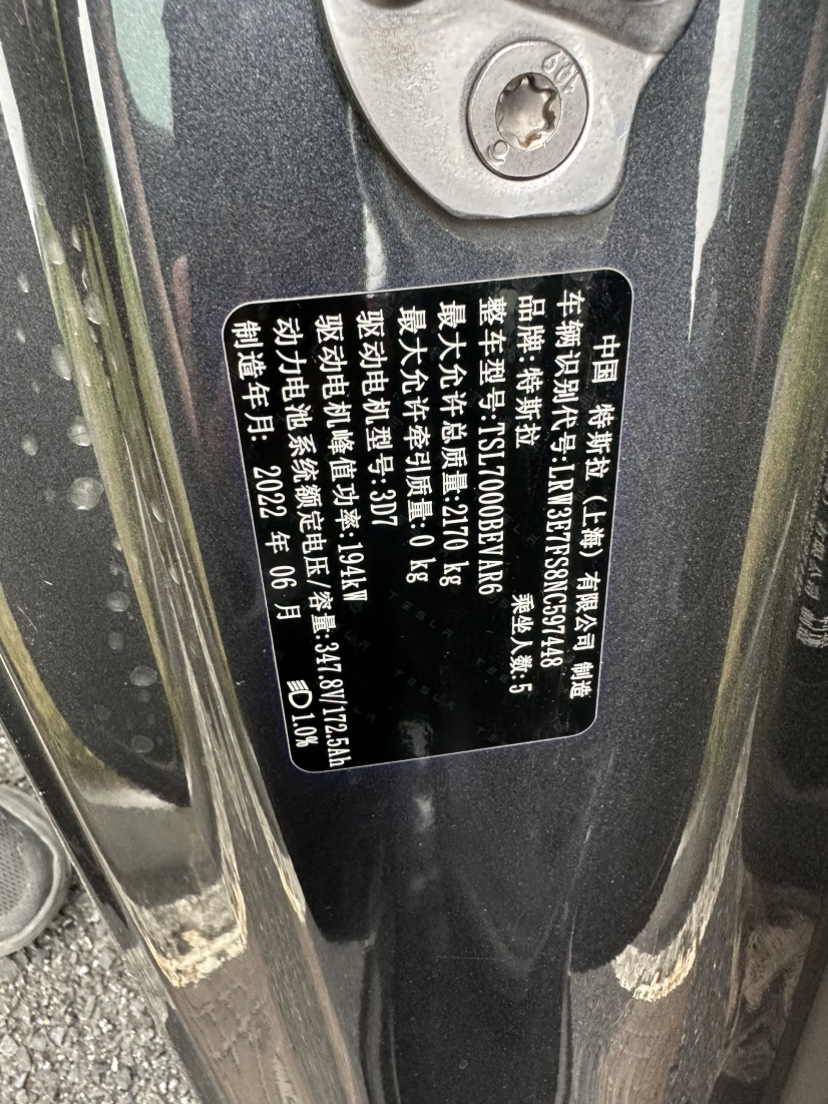 60L
中国 特斯拉 (上海) 有限公司 制造
车辆识别代号:LRW3E7FS8NC597448
品牌:特斯拉 乘坐人数:5
整车型号:TSL7000BEVAR6
最大允许总质量:2170 kg
最大允许牵引质量:0 kg
驱动电机型号:3D7
驱动电机峰值功率:194kW
动力电池系统额定电压/容量:347.8V/172.5Ah
制造年月: 2022 年 06 月 1.0%
TESLA